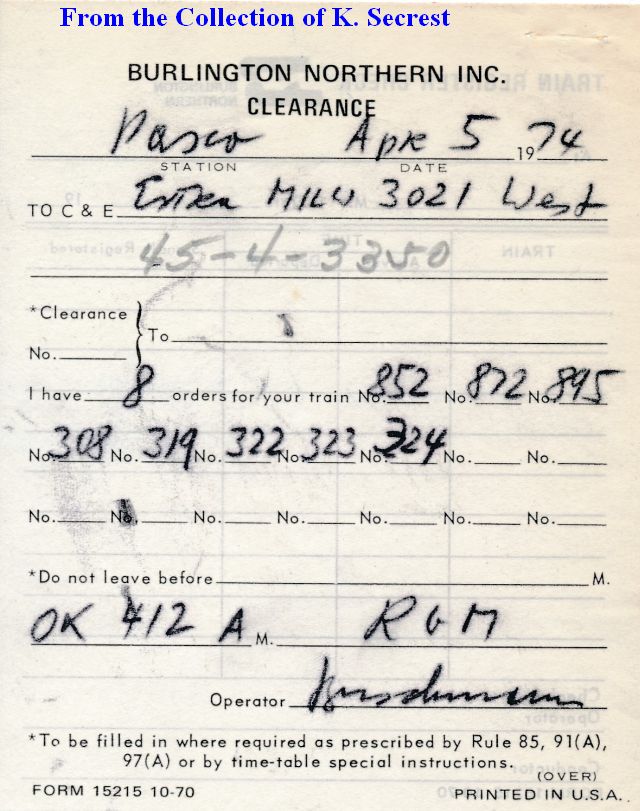 From the Collection of K. Secrest
BURLINGTON NORTHERN INC.
CLEARANCE
Pasco Apr 5 1974
STATION DATE
TO C & E Extra MILW 3021 West
45-4-3350
*Clearance
To
No.
I have 8 orders for your train No. 852 No. 872 No. 895
No. 308 No. 319 No. 322 No. 323 No. 324 No. No.
No. No. No. No. No. No. No.
*Do not leave before M.
OK 412 A M. RGM
Operator
*To be filled in where required as prescribed by Rule 85, 91(A),
97(A) or by time-table special instructions.
(OVER)
FORM 15215 10-70 PRINTED IN U.S.A.